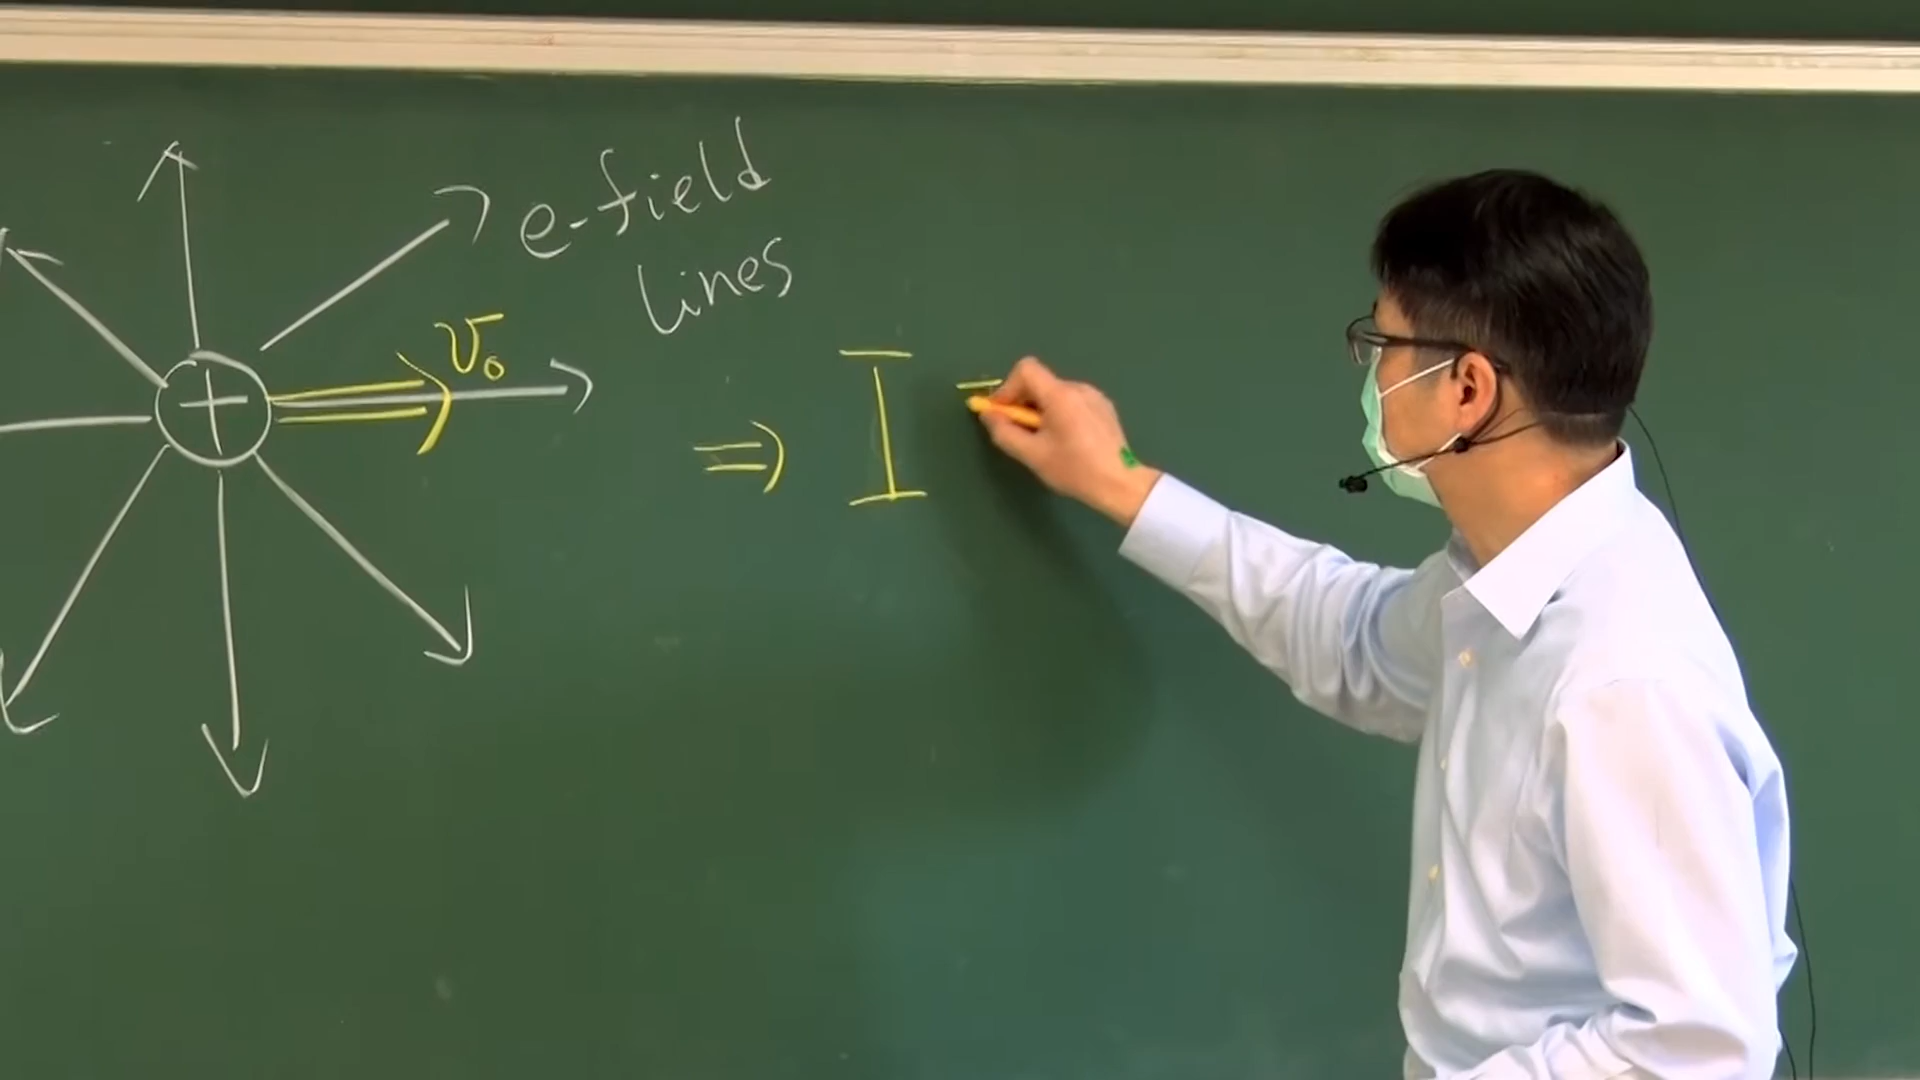 e-field
lines
+
v₀
⇒ I